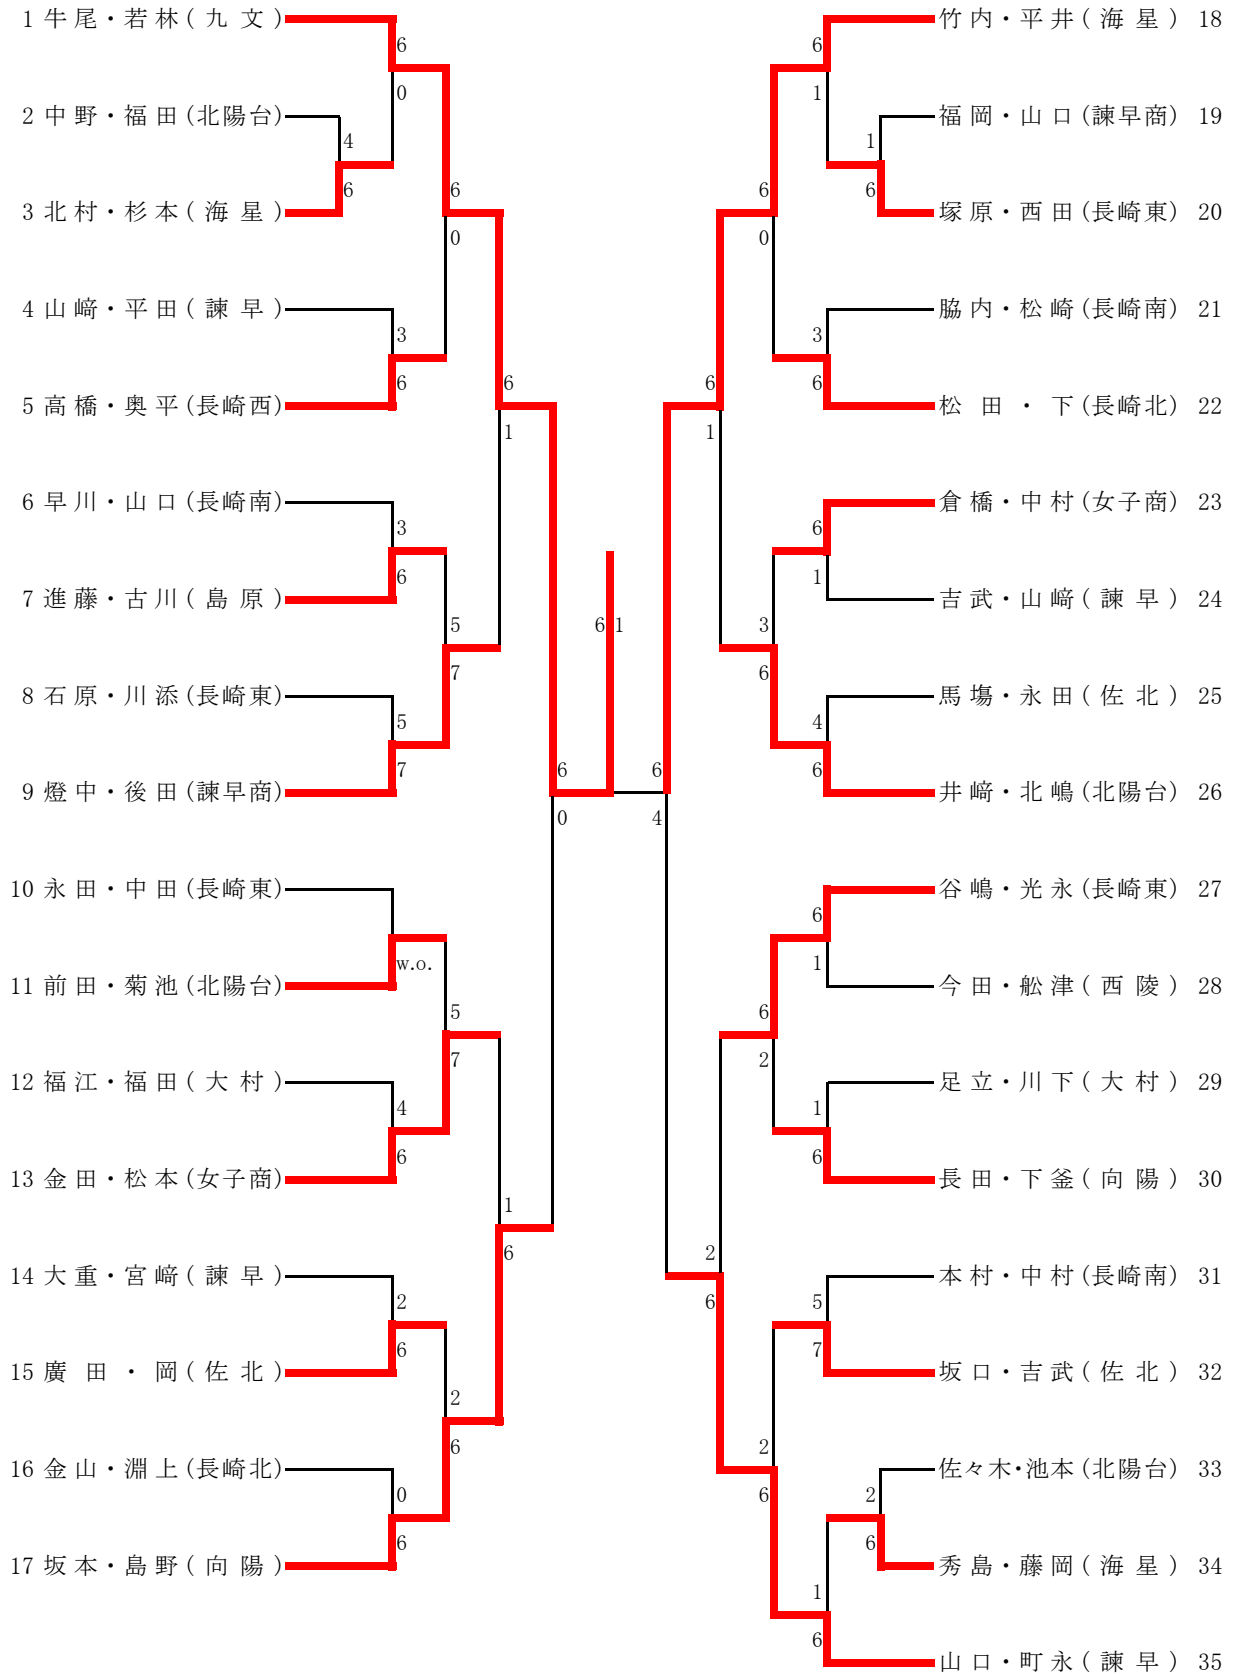 1 牛尾・若林(九文)
2 中野・福田(北陽台)
3 北村・杉本(海星)
4 山﨑・平田(諫早)
5 高橋・奥平(長崎西)
6 早川・山口(長崎南)
7 進藤・古川(島原)
8 石原・川添(長崎東)
9 燈中・後田(諫早商)
10 永田・中田(長崎東)
11 前田・菊池(北陽台)
12 福江・福田(大村)
13 金田・松本(女子商)
14 大重・宮﨑(諫早)
15 廣田・岡(佐北)
16 金山・淵上(長崎北)
17 坂本・島野(向陽)
6
0
4
6
6
0
3
6
6
1
3
6
5
7
5
7
6
0
w.o.
5
7
4
6
1
6
2
6
2
6
0
6
6 1
竹内・平井(海星) 18
福岡・山口(諫早商) 19
塚原・西田(長崎東) 20
脇内・松崎(長崎南) 21
松田・下(長崎北) 22
倉橋・中村(女子商) 23
吉武・山﨑(諫早) 24
馬塲・永田(佐北) 25
井﨑・北嶋(北陽台) 26
谷嶋・光永(長崎東) 27
今田・舩津(西陵) 28
足立・川下(大村) 29
長田・下釜(向陽) 30
本村・中村(長崎南) 31
坂口・吉武(佐北) 32
佐々木・池本(北陽台) 33
秀島・藤岡(海星) 34
山口・町永(諫早) 35
6
1
1
6
6
0
3
6
6
1
6
1
3
6
4
6
6
4
6
1
6
2
1
6
2
6
5
7
2
6
2
6
1
6